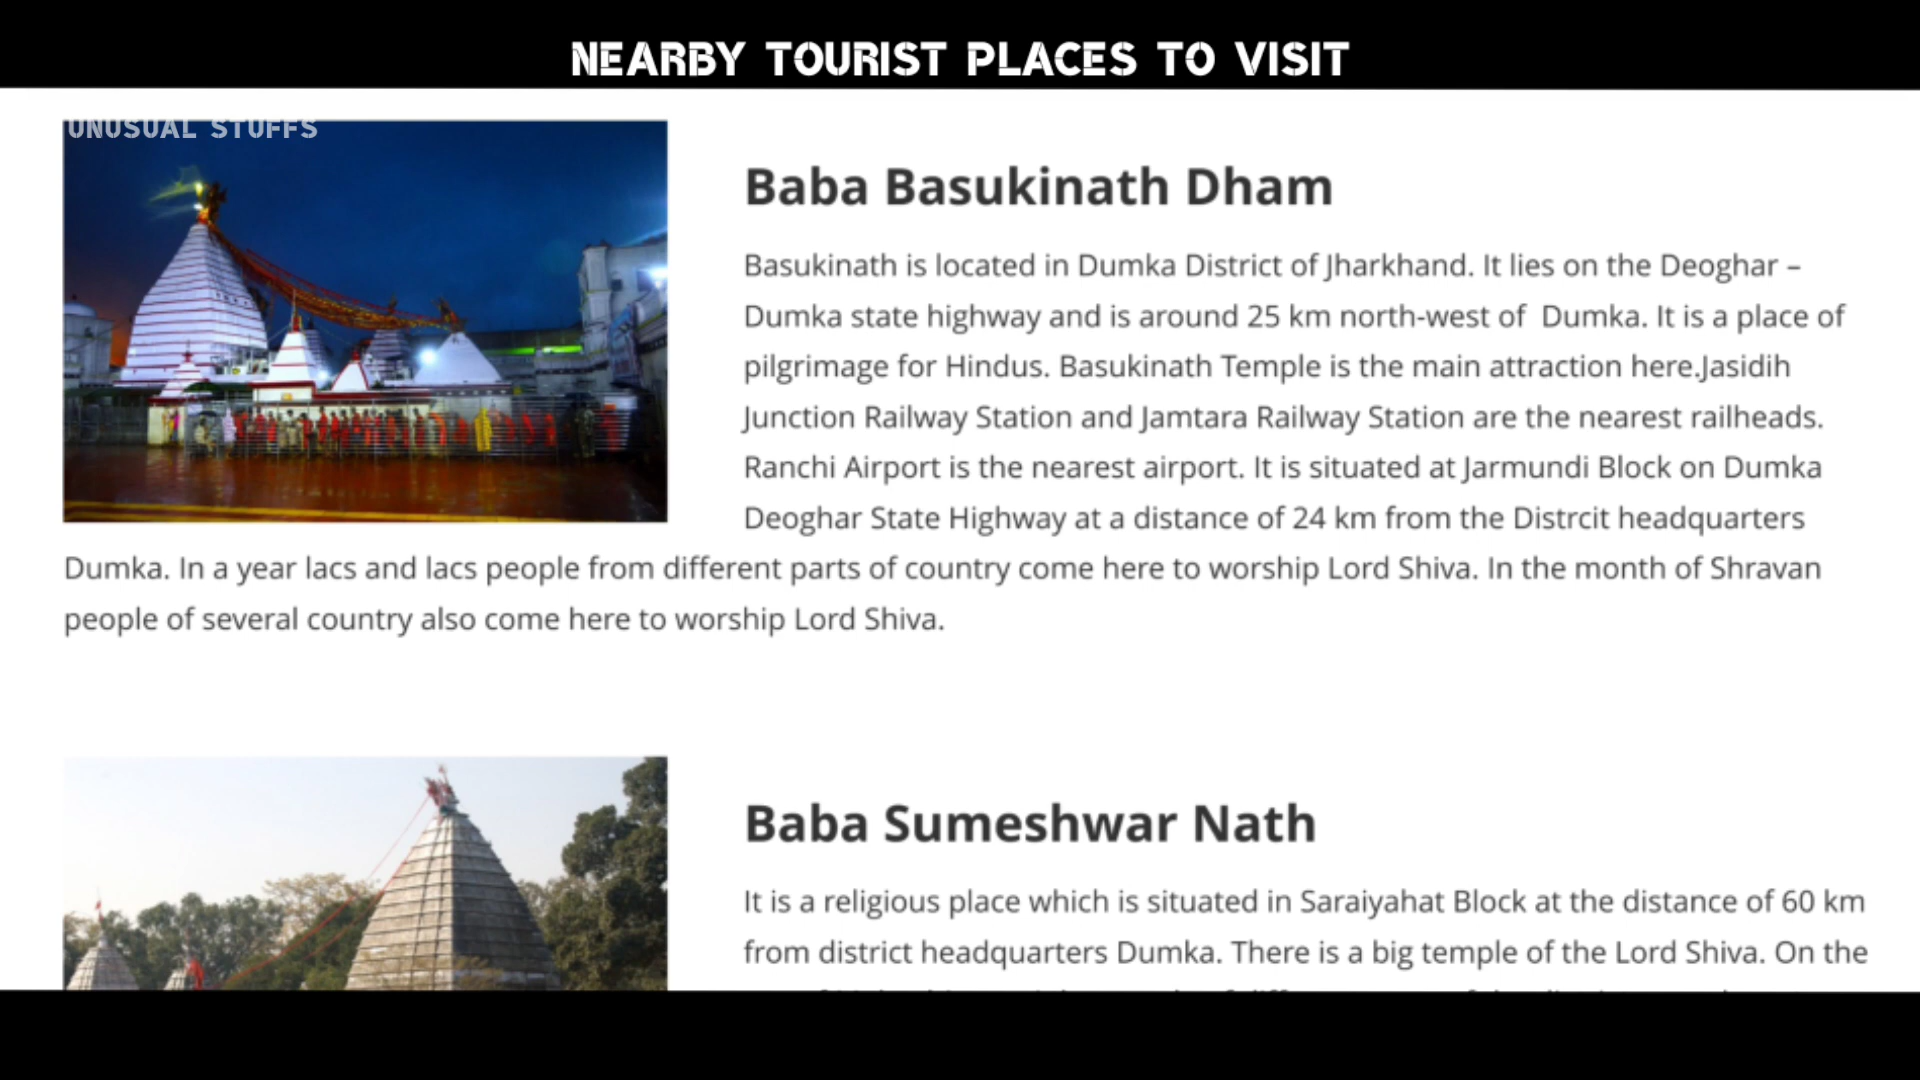 NEARBY TOURIST PLACES TO VISIT
UNUSUAL STUFFS
Baba Basukinath Dham
Basukinath is located in Dumka District of Jharkhand. It lies on the Deoghar –
Dumka state highway and is around 25 km north-west of  Dumka. It is a place of
pilgrimage for Hindus. Basukinath Temple is the main attraction here.Jasidih
Junction Railway Station and Jamtara Railway Station are the nearest railheads.
Ranchi Airport is the nearest airport. It is situated at Jarmundi Block on Dumka
Deoghar State Highway at a distance of 24 km from the Distrcit headquarters
Dumka. In a year lacs and lacs people from different parts of country come here to worship Lord Shiva. In the month of Shravan
people of several country also come here to worship Lord Shiva.
Baba Sumeshwar Nath
It is a religious place which is situated in Saraiyahat Block at the distance of 60 km
from district headquarters Dumka. There is a big temple of the Lord Shiva. On the